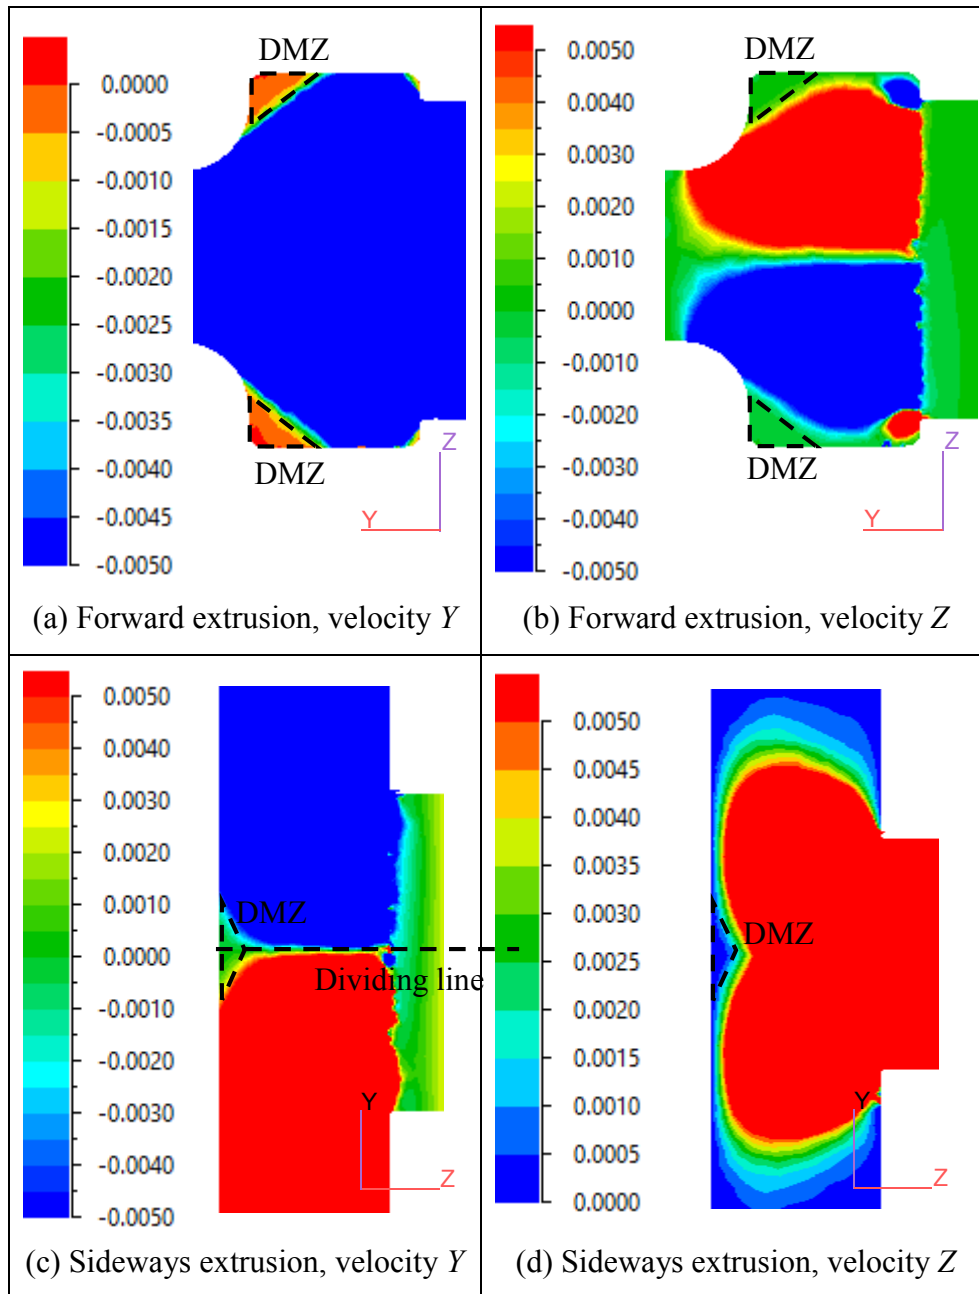 DMZ
0.0000
-0.0005
-0.0010
-0.0015
-0.0020
-0.0025
-0.0030
-0.0035
-0.0040
-0.0045
-0.0050
DMZ
Z
Y
(a) Forward extrusion, velocity Y
DMZ
0.0050
0.0040
0.0030
0.0020
0.0010
0.0000
-0.0010
-0.0020
-0.0030
-0.0040
-0.0050
DMZ
Z
Y
(b) Forward extrusion, velocity Z
0.0050
0.0040
0.0030
0.0020
0.0010
0.0000
-0.0010
-0.0020
-0.0030
-0.0040
-0.0050
DMZ
Dividing line
Y
Z
(c) Sideways extrusion, velocity Y
0.0050
0.0045
0.0040
0.0035
0.0030
0.0025
0.0020
0.0015
0.0010
0.0005
0.0000
DMZ
Y
Z
(d) Sideways extrusion, velocity Z